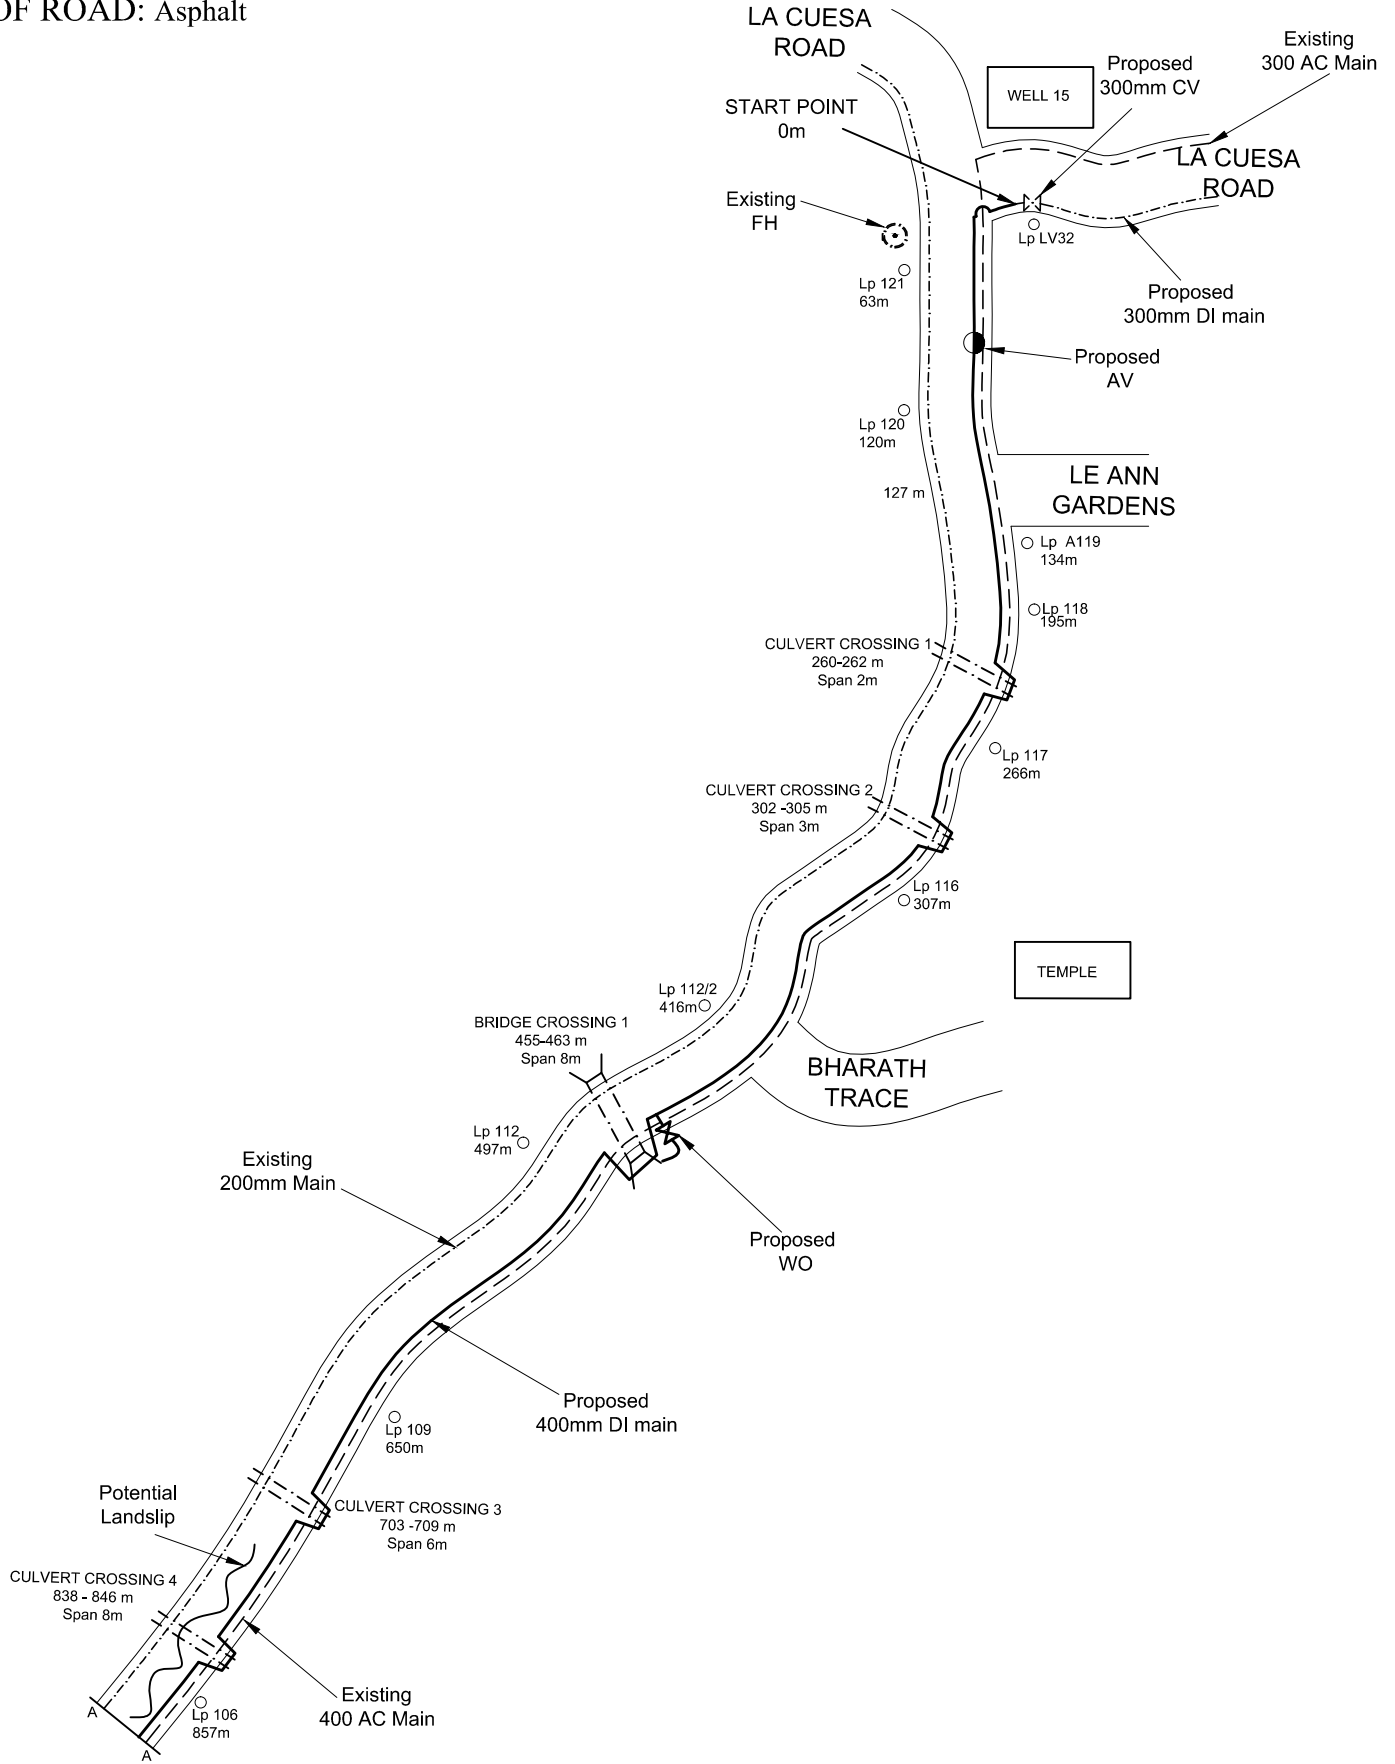 OF ROAD: Asphalt
LA CUESA
ROAD
Existing
300 AC Main
Proposed
300mm CV
WELL 15
START POINT
0m
LA CUESA
ROAD
Existing
FH
Lp LV32
Lp 121
63m
Proposed
300mm DI main
Proposed
AV
Lp 120
120m
LE ANN
GARDENS
127 m
Lp A119
134m
Lp 118
195m
CULVERT CROSSING 1
260-262 m
Span 2m
Lp 117
266m
CULVERT CROSSING 2
302 -305 m
Span 3m
Lp 116
307m
TEMPLE
Lp 112/2
416m
BRIDGE CROSSING 1
455-463 m
Span 8m
BHARATH
TRACE
Lp 112
497m
Existing
200mm Main
Proposed
WO
Proposed
400mm DI main
Lp 109
650m
Potential
Landslip
CULVERT CROSSING 3
703 -709 m
Span 6m
CULVERT CROSSING 4
838 - 846 m
Span 8m
Existing
400 AC Main
Lp 106
857m
A
A